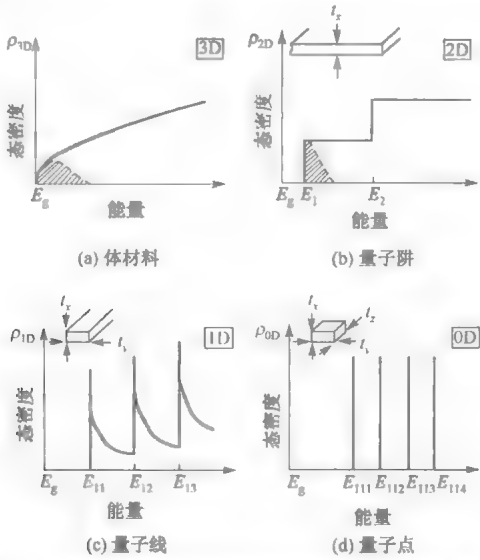 ρ3D
3D
态密度
Eg
能量
(a) 体材料
ρ2D
tx
2D
态密度
Eg E1 E2
能量
(b) 量子阱
ρ1D
tx
ty
1D
态密度
Eg E11 E12 E13
能量
(c) 量子线
ρ0D
tx
tz
ty
0D
态密度
Eg E111 E112 E113 E114
能量
(d) 量子点